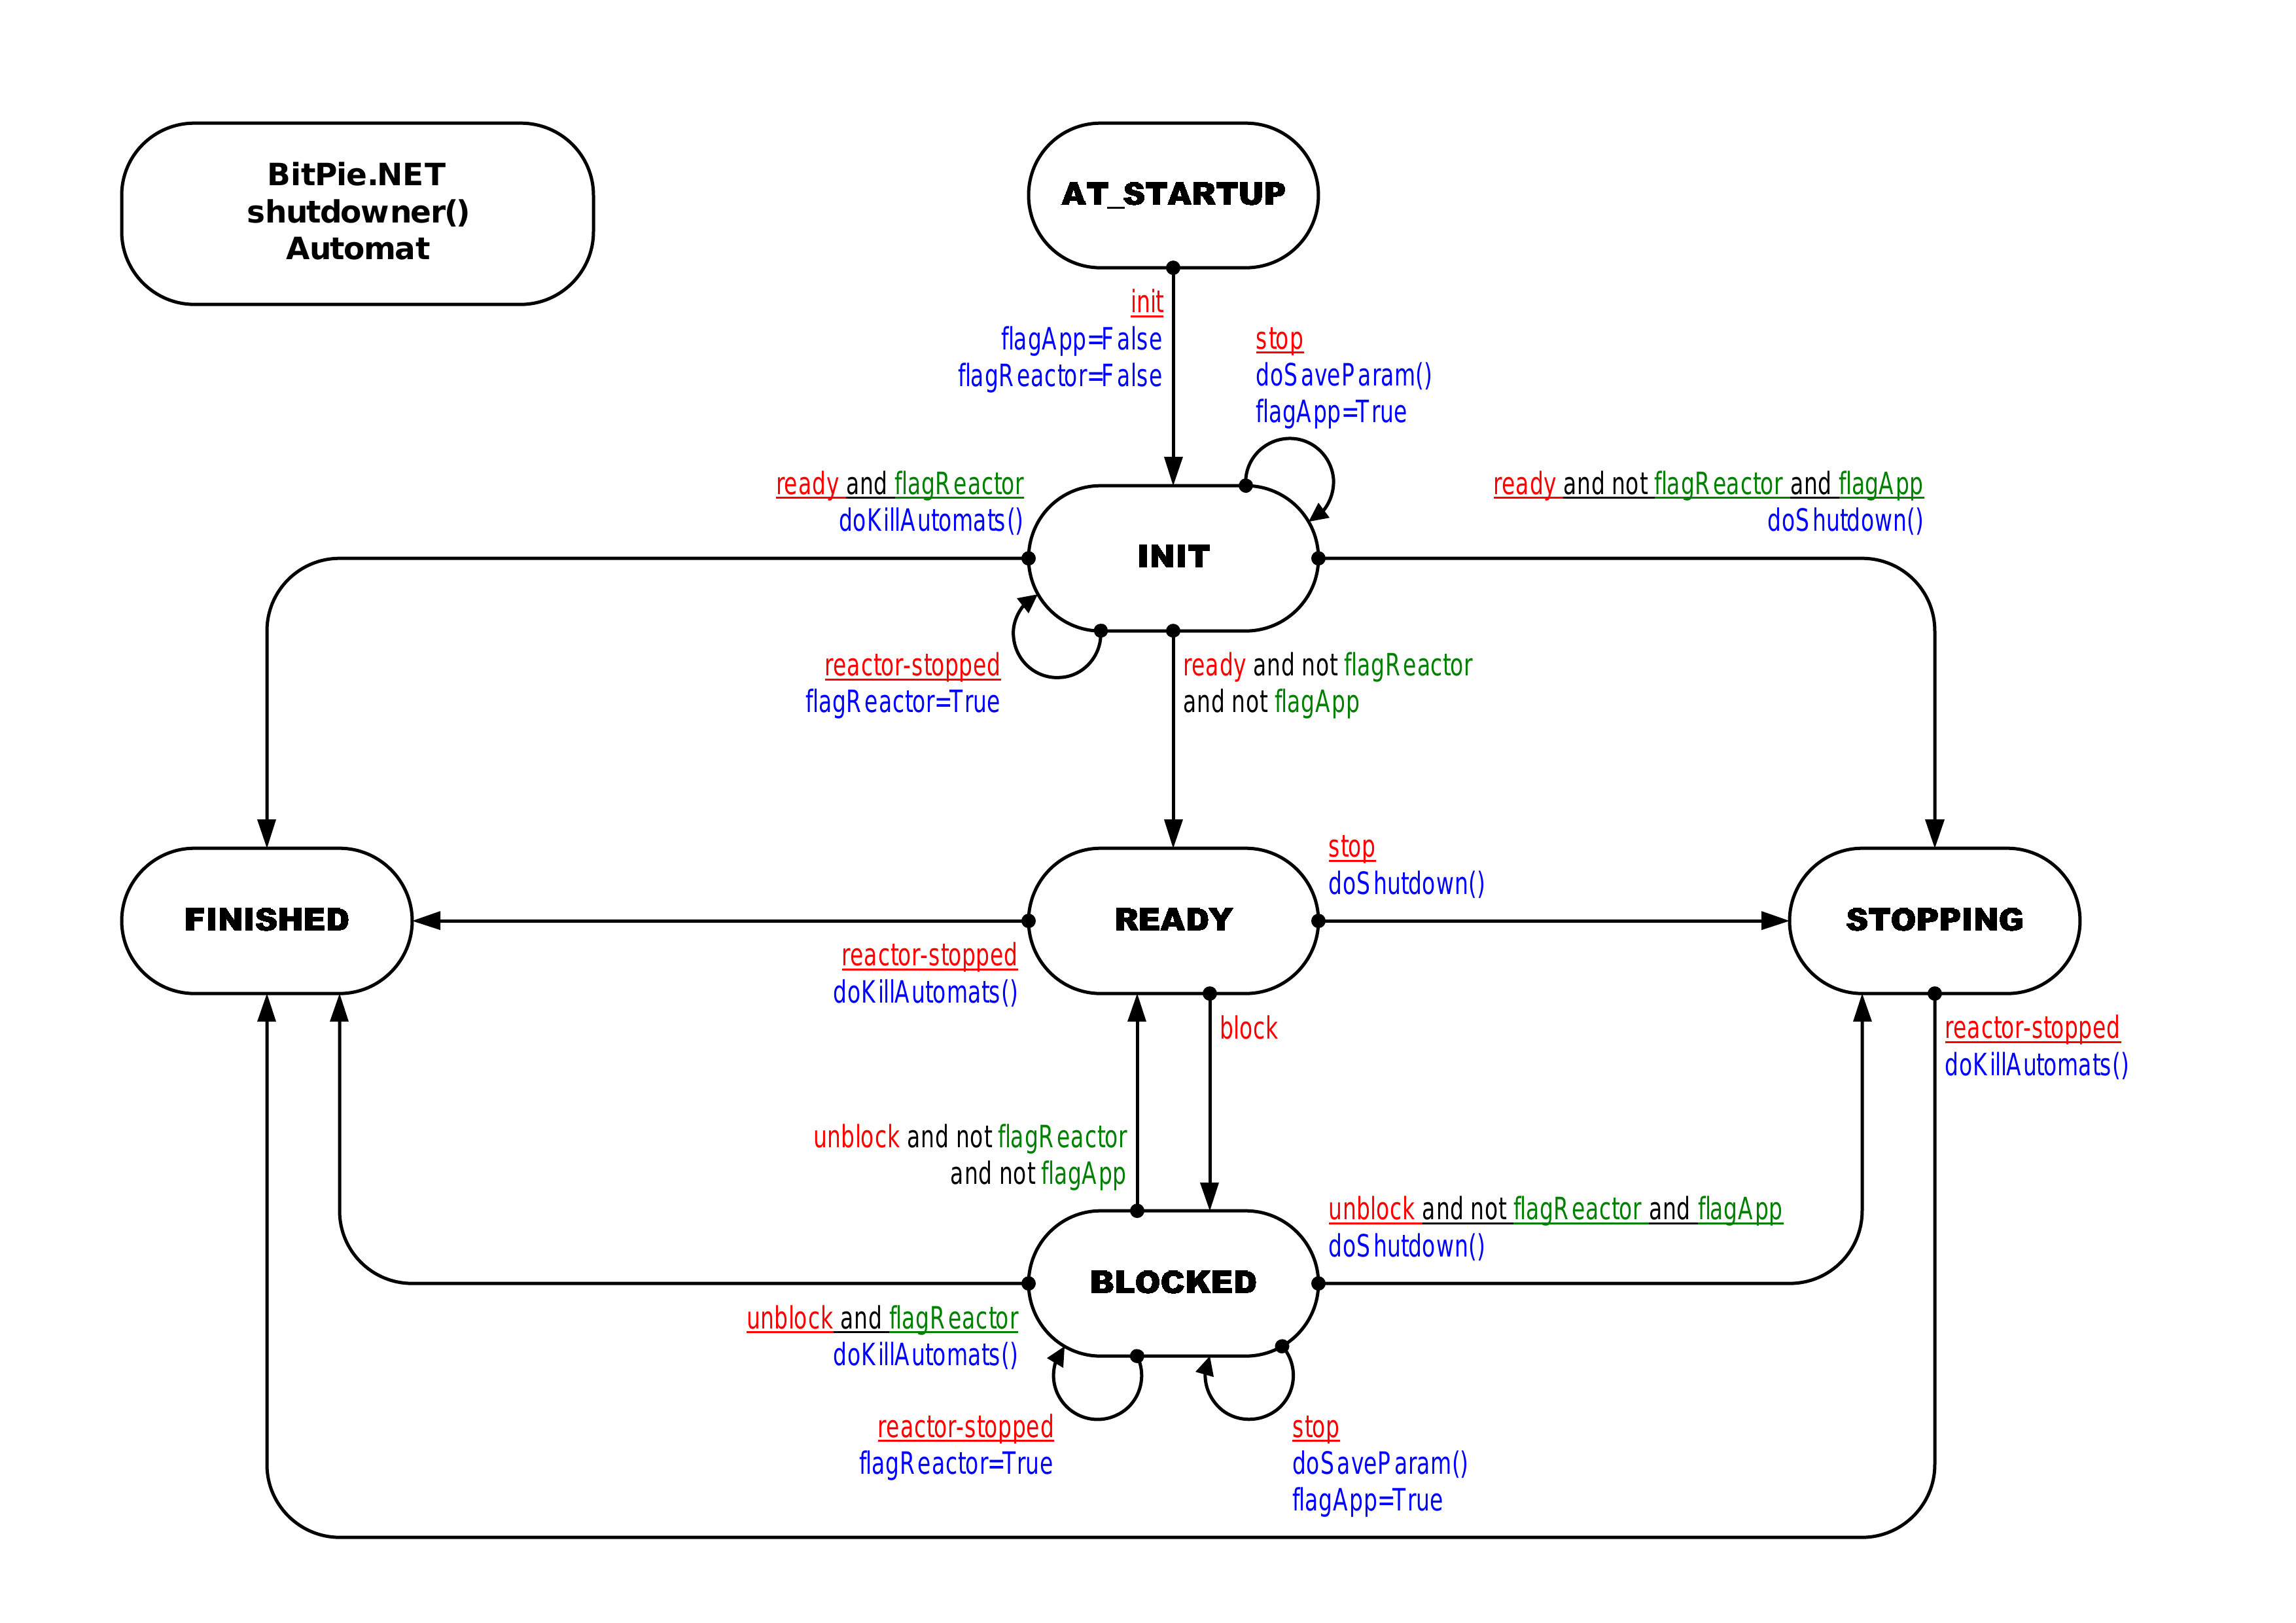 BitPie.NET
shutdowner()
Automat
AT_STARTUP
init
flagApp=False
flagReactor=False
stop
doSaveParam()
flagApp=True
ready and flagReactor
doKillAutomats()
ready and not flagReactor and flagApp
doShutdown()
INIT
reactor-stopped
flagReactor=True
ready and not flagReactor
and not flagApp
stop
doShutdown()
FINISHED
READY
STOPPING
reactor-stopped
doKillAutomats()
block
reactor-stopped
doKillAutomats()
unblock and not flagReactor
and not flagApp
unblock and not flagReactor and flagApp
doShutdown()
BLOCKED
unblock and flagReactor
doKillAutomats()
reactor-stopped
flagReactor=True
stop
doSaveParam()
flagApp=True